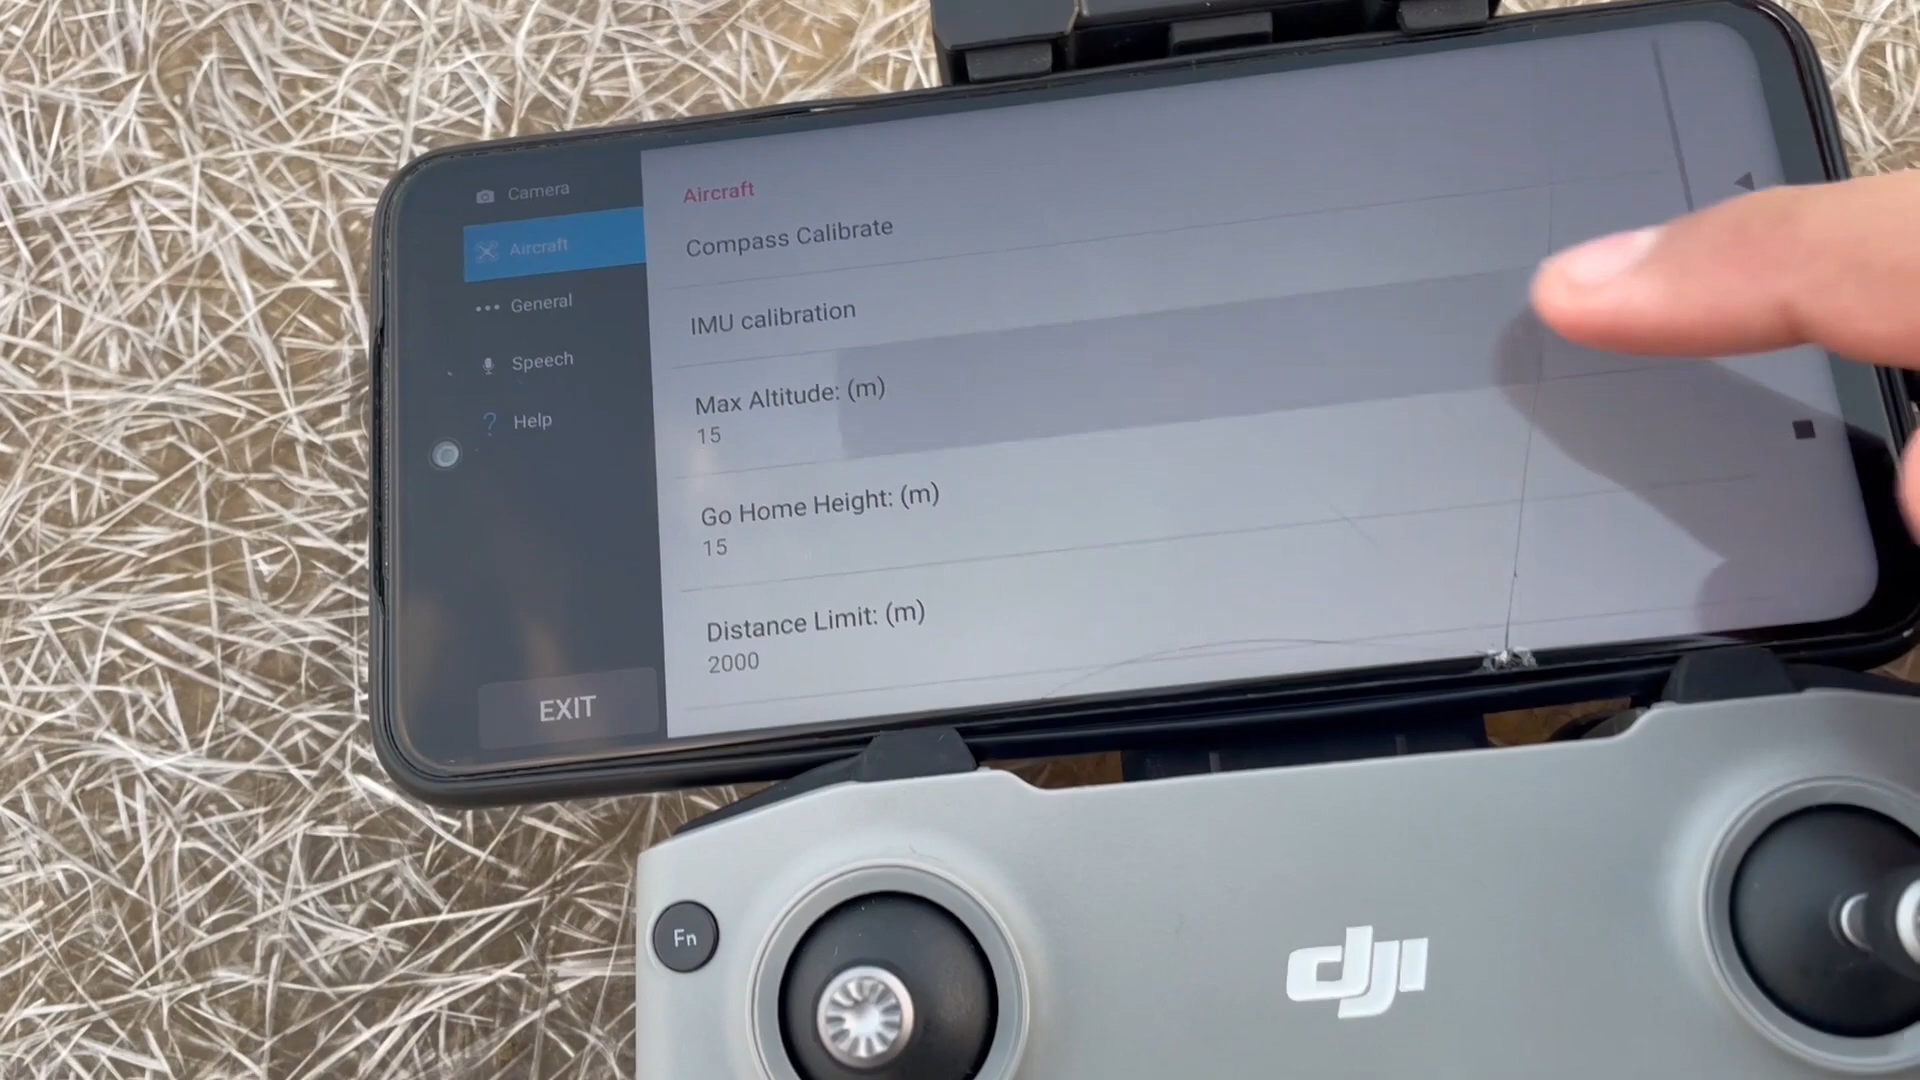 Camera
Aircraft
General
Speech
? Help
EXIT
Aircraft
Compass Calibrate
IMU calibration
Max Altitude: (m)
15
Go Home Height: (m)
15
Distance Limit: (m)
2000
Fn
dji